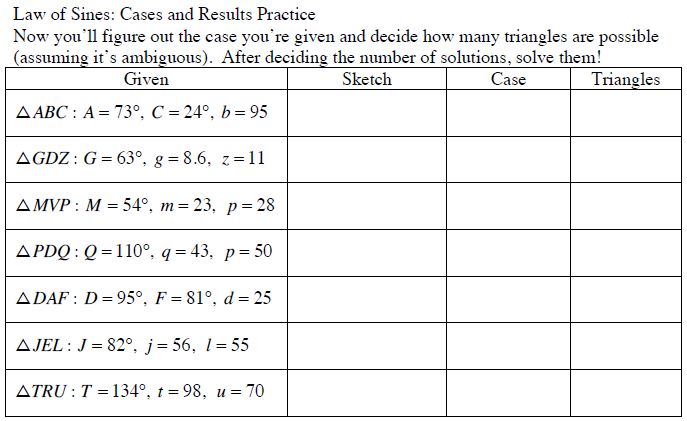 Law of Sines: Cases and Results Practice
Now you'll figure out the case you're given and decide how many triangles are possible
(assuming it's ambiguous). After deciding the number of solutions, solve them!
Given Sketch Case Triangles
△ABC : A = 73°, C = 24°, b = 95
△GDZ : G = 63°, g = 8.6, z = 11
△MVP : M = 54°, m = 23, p = 28
△PDQ : Q = 110°, q = 43, p = 50
△DAF : D = 95°, F = 81°, d = 25
△JEL : J = 82°, j = 56, l = 55
△TRU : T = 134°, t = 98, u = 70